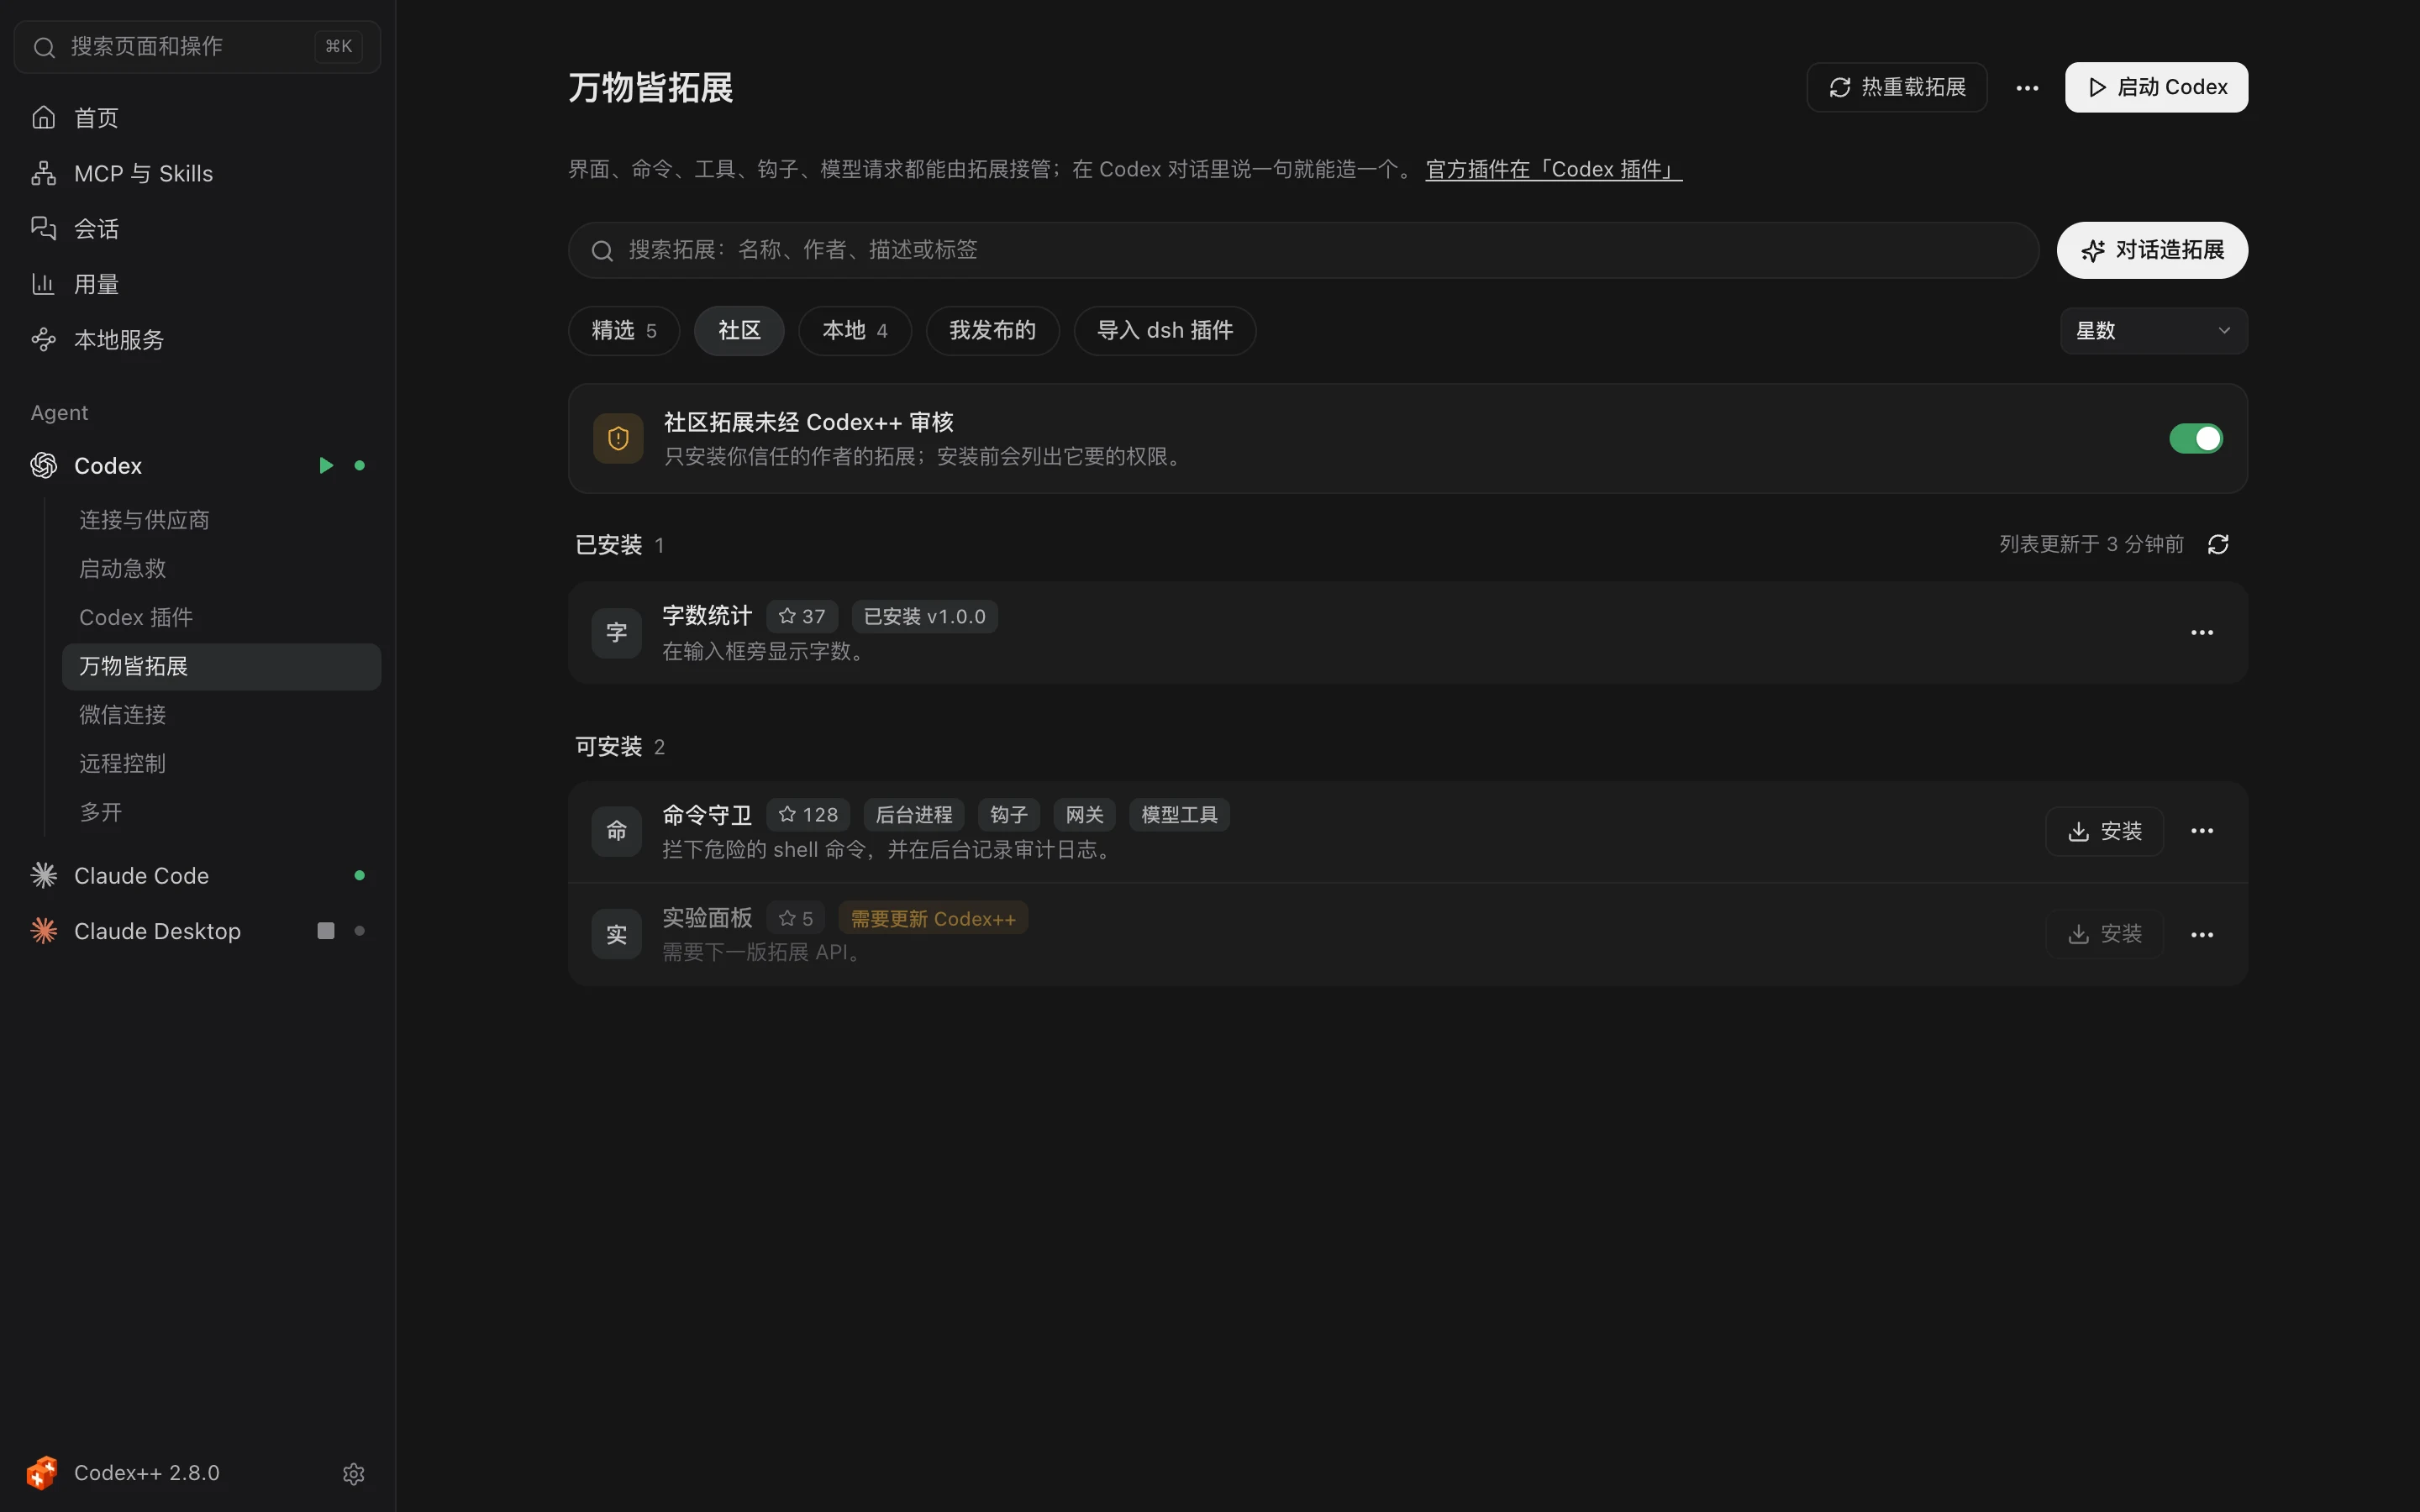 搜索页面和操作 ⌘K
首页
MCP 与 Skills
会话
用量
本地服务
Agent
Codex
连接与供应商
启动急救
Codex 插件
万物皆拓展
微信连接
远程控制
多开
Claude Code
Claude Desktop
Codex++ 2.8.0
万物皆拓展
热重载拓展
启动 Codex
界面、命令、工具、钩子、模型请求都能由拓展接管；在 Codex 对话里说一句就能造一个。 官方插件在「Codex 插件」
搜索拓展：名称、作者、描述或标签
对话造拓展
精选 5 社区 本地 4 我发布的 导入 dsh 插件
星数
社区拓展未经 Codex++ 审核
只安装你信任的作者的拓展；安装前会列出它要的权限。
已安装 1
列表更新于 3 分钟前
字
字数统计 37 已安装 v1.0.0
在输入框旁显示字数。
可安装 2
命
命令守卫 128 后台进程 钩子 网关 模型工具
拦下危险的 shell 命令，并在后台记录审计日志。
安装
实
实验面板 5 需要更新 Codex++
需要下一版拓展 API。
安装